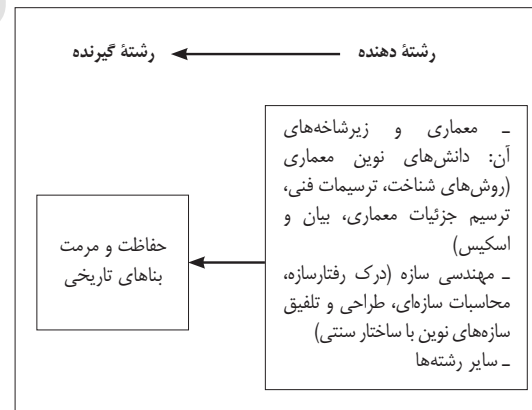 رشتهٔ دهنده
رشتهٔ گیرنده
ـ معماری و زیرشاخه‌های
آن: دانش‌های نوین معماری
(روش‌های شناخت، ترسیمات فنی،
ترسیم جزئیات معماری، بیان و
اسکیس)
ـ مهندسی سازه (درک رفتارسازه،
محاسبات سازه‌ای، طراحی و تلفیق
سازه‌های نوین با ساختار سنتی)
ـ سایر رشته‌ها
حفاظت و مرمت
بناهای تاریخی